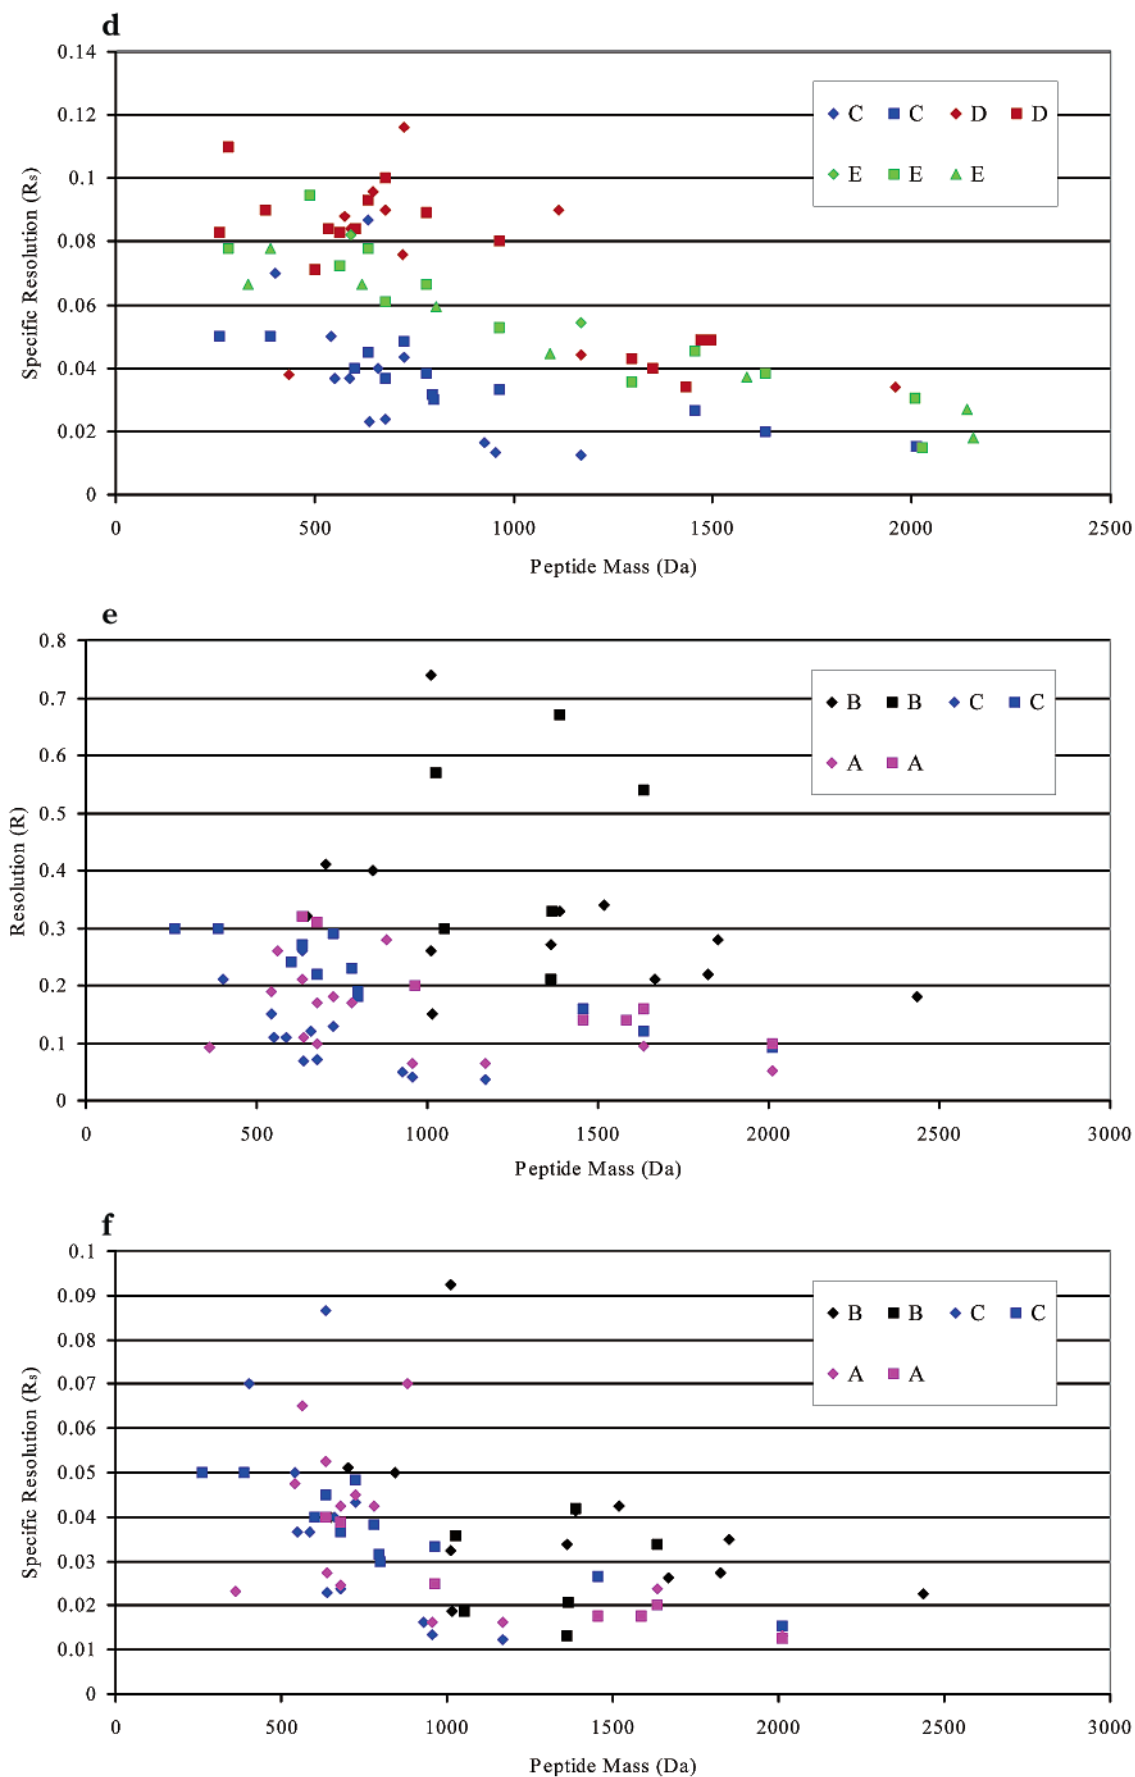 d
0.14
0.12
0.1
0.08
0.06
0.04
0.02
0
Specific Resolution (Rs)
C C D D
E E E
0 500 1000 1500 2000 2500
Peptide Mass (Da)
e
0.8
0.7
0.6
0.5
0.4
0.3
0.2
0.1
0
Resolution (R)
B B C C
A A
0 500 1000 1500 2000 2500 3000
Peptide Mass (Da)
f
0.1
0.09
0.08
0.07
0.06
0.05
0.04
0.03
0.02
0.01
0
Specific Resolution (Rs)
B B C C
A A
0 500 1000 1500 2000 2500 3000
Peptide Mass (Da)